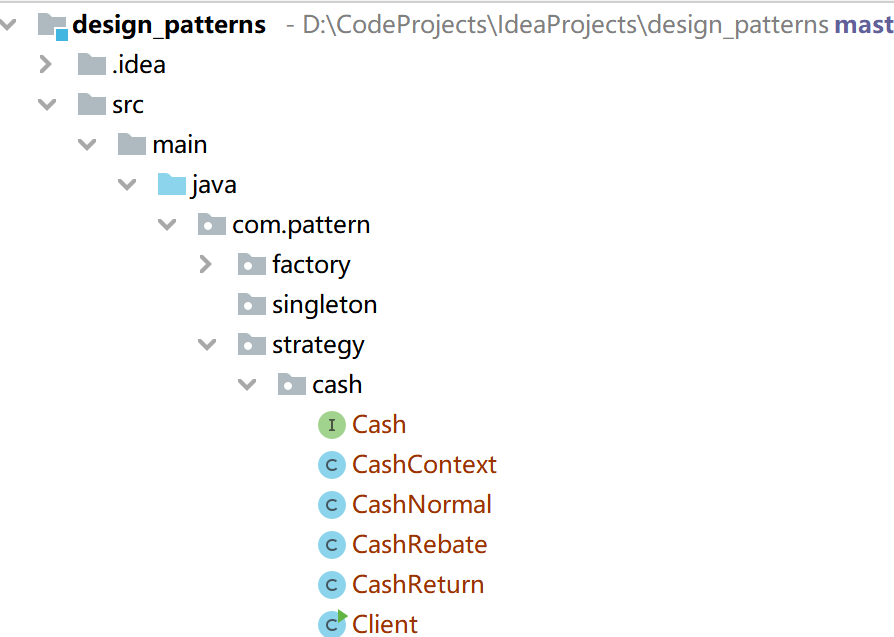 design_patterns - D:\CodeProjects\IdeaProjects\design_patterns mast
.idea
src
main
java
com.pattern
factory
singleton
strategy
cash
I Cash
C CashContext
C CashNormal
C CashRebate
C CashReturn
C Client